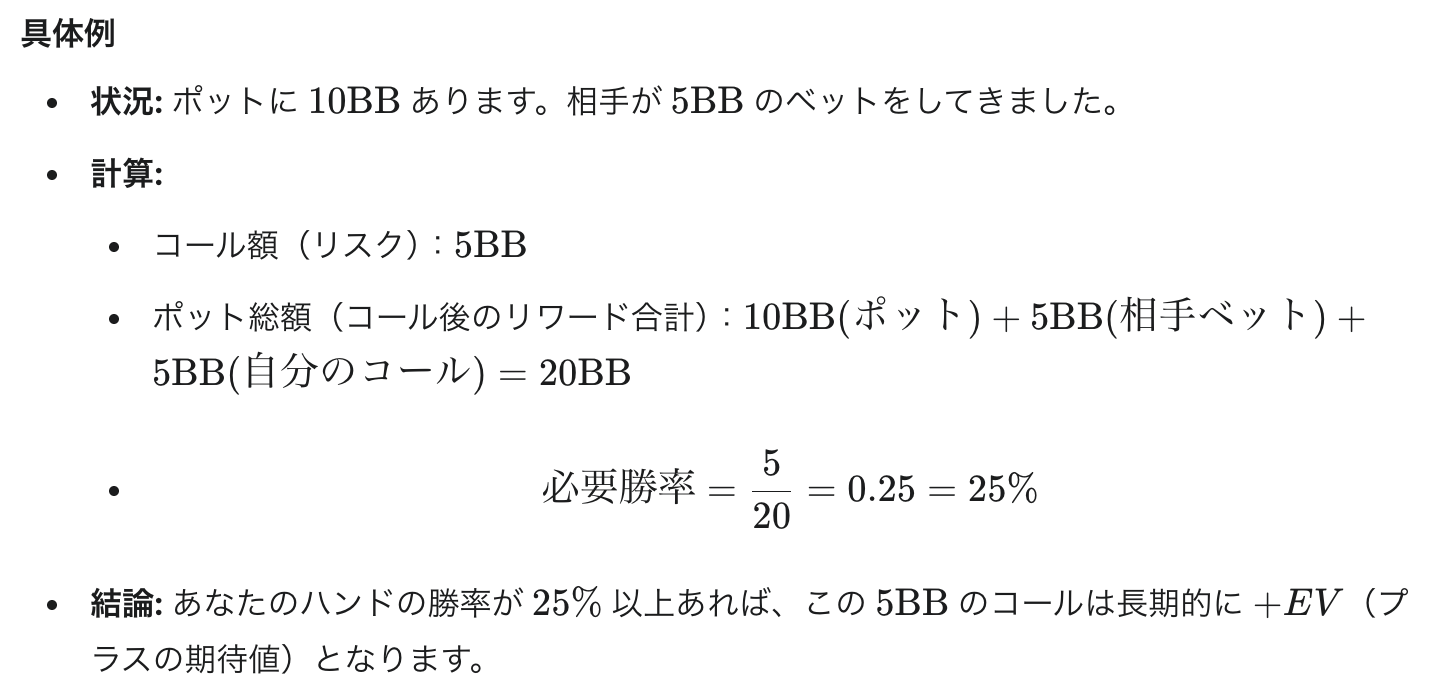 具体例
• 状況: ポットに 10BB あります。相手が 5BB のベットをしてきました。
• 計算:
• コール額（リスク）: 5BB
• ポット総額（コール後のリワード合計）: 10BB(ポット) + 5BB(相手ベット) +
5BB(自分のコール) = 20BB
• 必要勝率 = 5/20 = 0.25 = 25%
• 結論: あなたのハンドの勝率が 25% 以上あれば、この 5BB のコールは長期的に +EV（プ
ラスの期待値）となります。